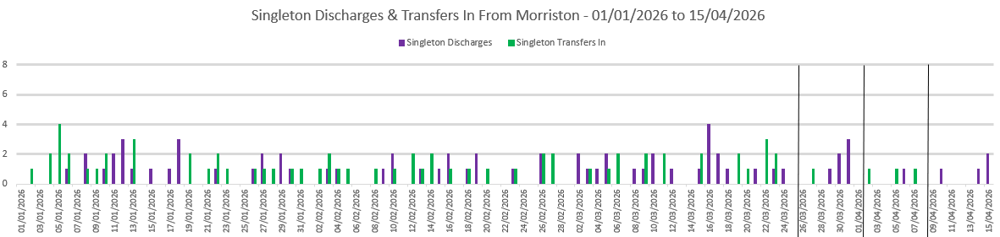 Singleton Discharges & Transfers In From Morriston - 01/01/2026 to 15/04/2026
Singleton Discharges Singleton Transfers In
8
6
4
2
0
01/01/2026 03/01/2026 05/01/2026 07/01/2026 09/01/2026 11/01/2026 13/01/2026 15/01/2026 17/01/2026 19/01/2026 21/01/2026 23/01/2026 25/01/2026 27/01/2026 29/01/2026 31/01/2026 02/02/2026 04/02/2026 06/02/2026 08/02/2026 10/02/2026 12/02/2026 14/02/2026 16/02/2026 18/02/2026 20/02/2026 22/02/2026 24/02/2026 26/02/2026 28/02/2026 02/03/2026 04/03/2026 06/03/2026 08/03/2026 10/03/2026 12/03/2026 14/03/2026 16/03/2026 18/03/2026 20/03/2026 22/03/2026 24/03/2026 26/03/2026 28/03/2026 30/03/2026 01/04/2026 03/04/2026 05/04/2026 07/04/2026 09/04/2026 11/04/2026 13/04/2026 15/04/2026